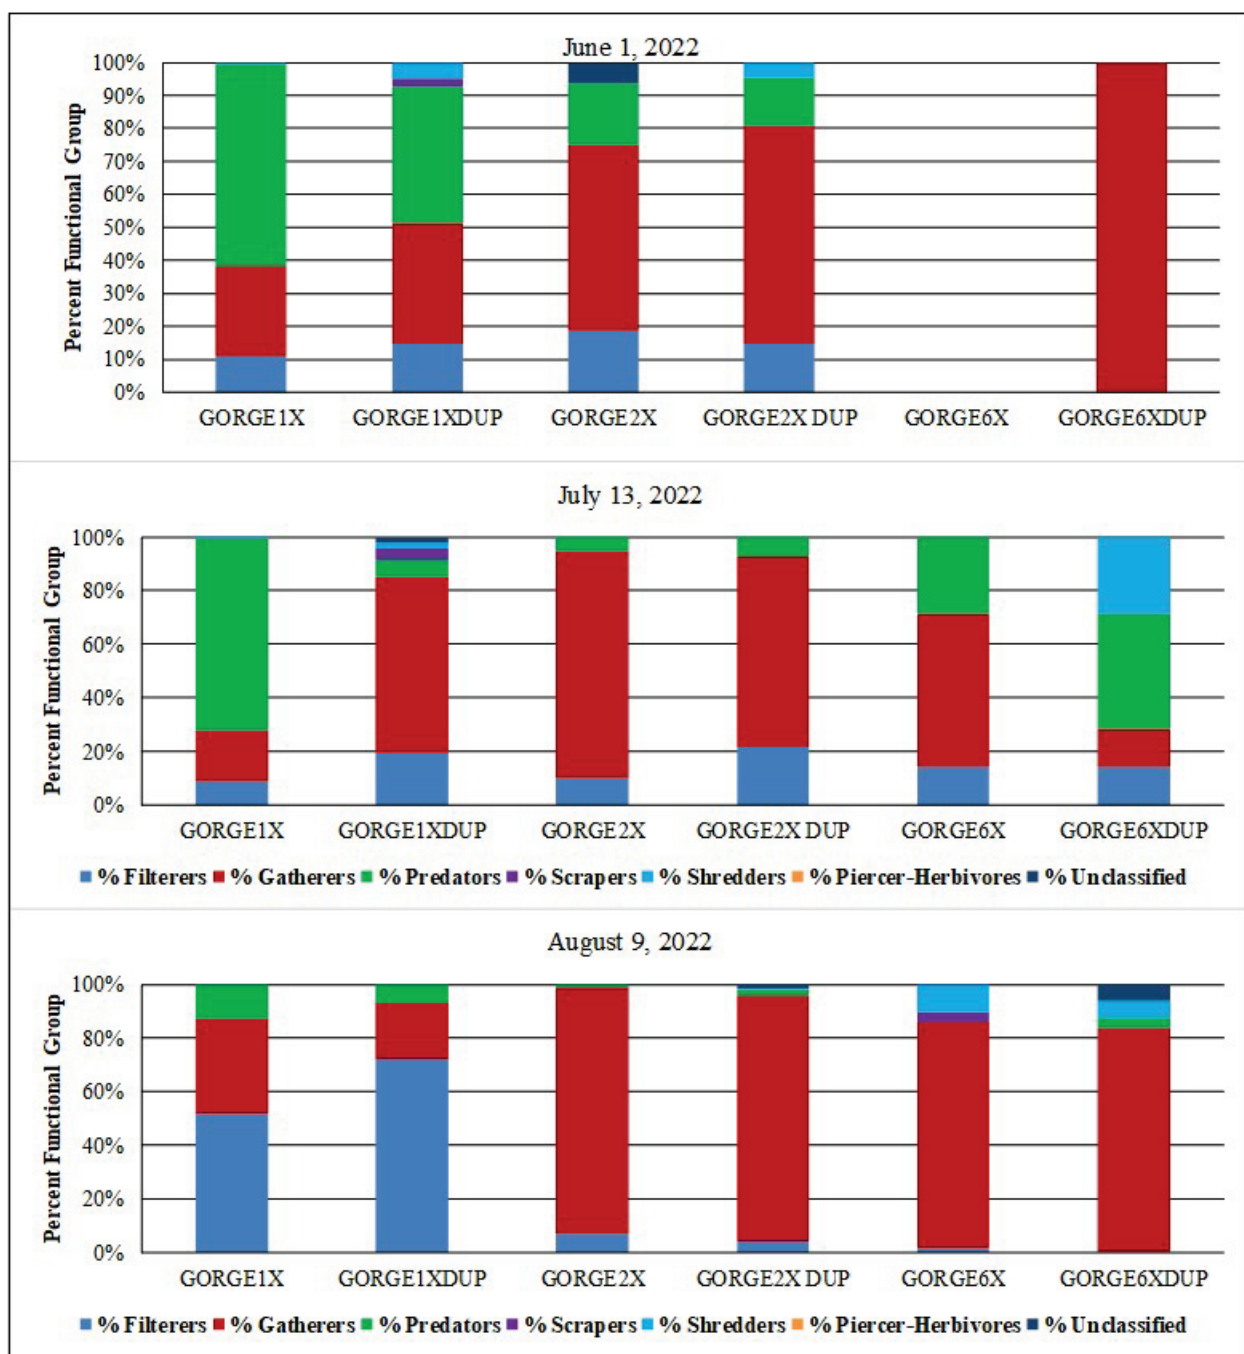 June 1, 2022
Percent Functional Group
100%
90%
80%
70%
60%
50%
40%
30%
20%
10%
0%
GORGE1X GORGE1XDUP GORGE2X GORGE2X DUP GORGE6X GORGE6XDUP
July 13, 2022
Percent Functional Group
100%
80%
60%
40%
20%
0%
GORGE1X GORGE1XDUP GORGE2X GORGE2X DUP GORGE6X GORGE6XDUP
% Filterers % Gatherers % Predators % Scrapers % Shredders % Piercer-Herbivores % Unclassified
August 9, 2022
Percent Functional Group
100%
80%
60%
40%
20%
0%
GORGE1X GORGE1XDUP GORGE2X GORGE2X DUP GORGE6X GORGE6XDUP
% Filterers % Gatherers % Predators % Scrapers % Shredders % Piercer-Herbivores % Unclassified